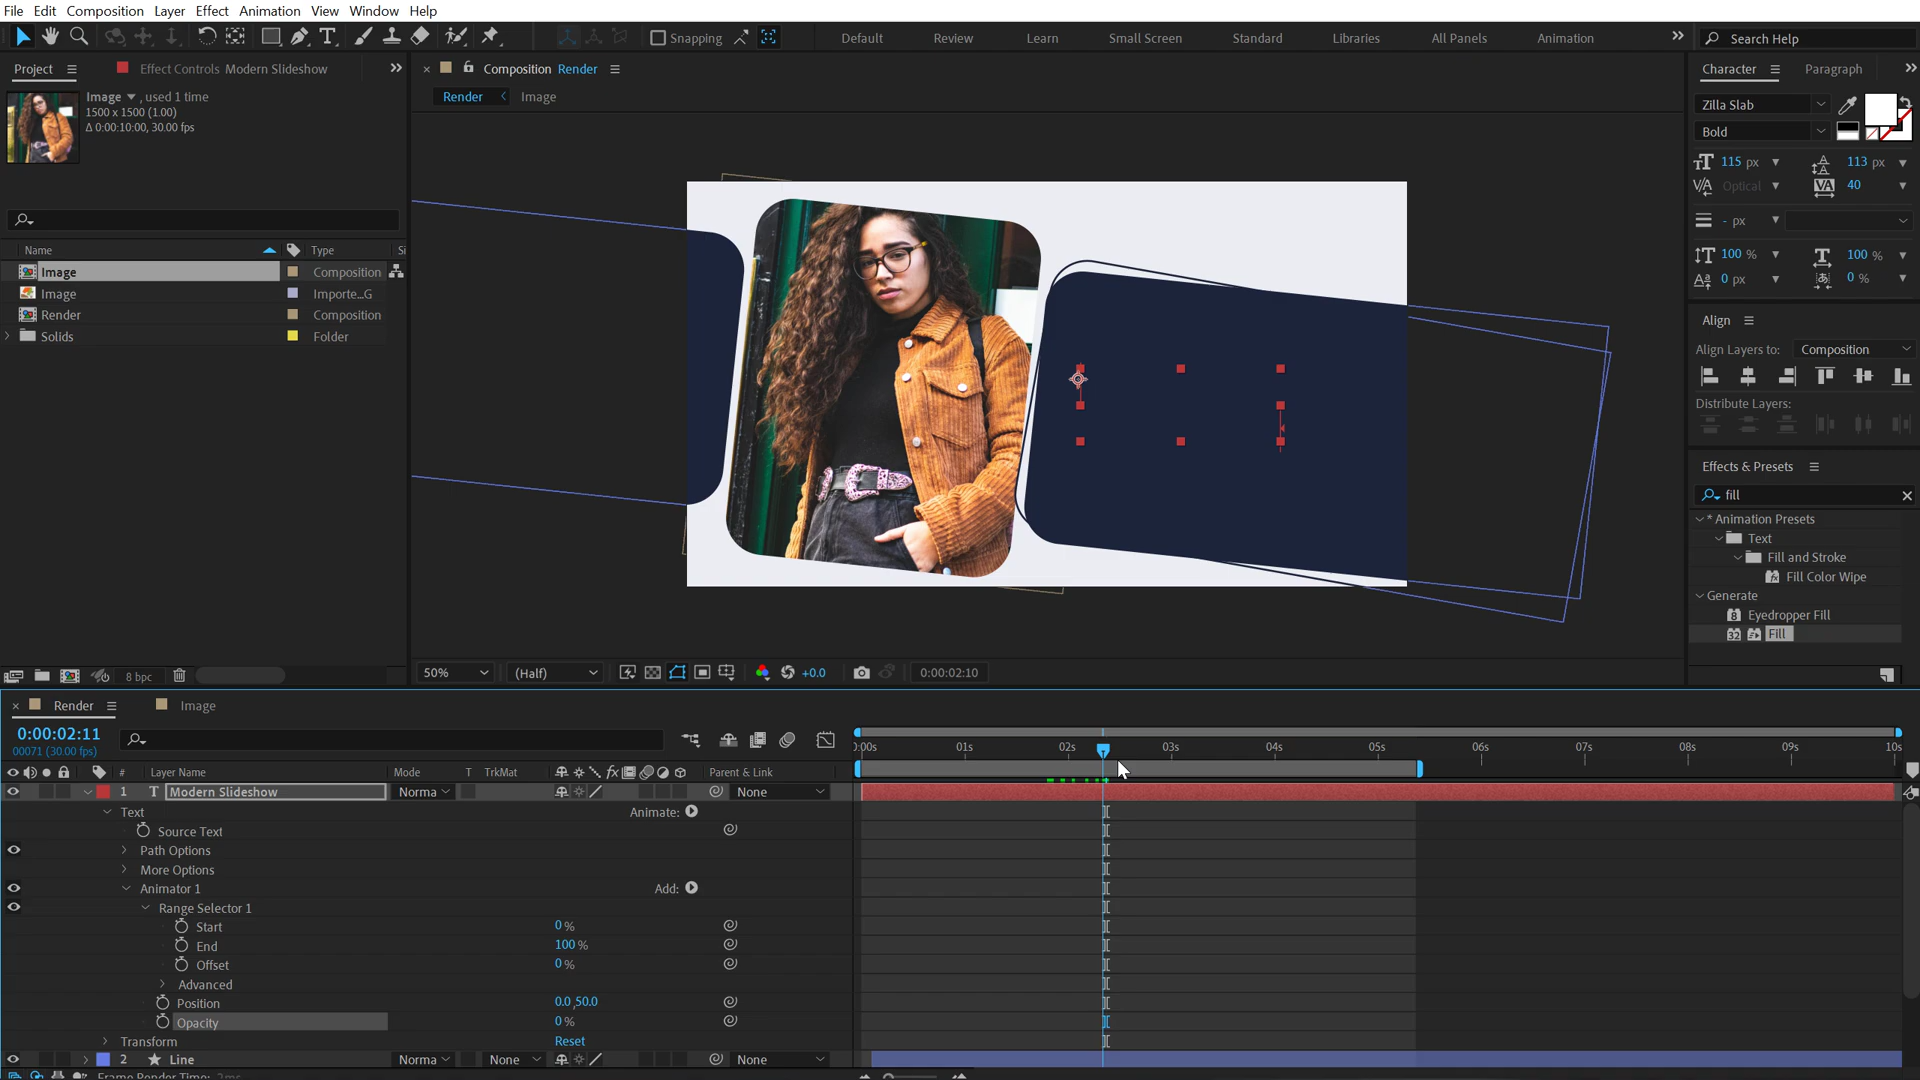 File Edit Composition Layer Effect Animation View Window Help
Snapping
Default Review Learn Small Screen Standard Libraries All Panels Animation
Search Help
Project
Effect Controls Modern Slideshow
Image , used 1 time
1500 x 1500 (1.00)
Δ 0:00:10:00, 30.00 fps
Name Type Si
Image Composition
Image Importe...G
Render Composition
Solids Folder
8 bpc
Composition Render
Render Image
50% (Half) +0.0 0:00:02:10
Character Paragraph
Zilla Slab
Bold
115 px 113 px
Optical 40
- px
100 % 100 %
0 px 0 %
Align
Align Layers to: Composition
Distribute Layers:
Effects & Presets
fill
* Animation Presets
Text
Fill and Stroke
Fill Color Wipe
Generate
8 Eyedropper Fill
32 Fill
Render Image
0:00:02:11
00071 (30.00 fps)
0:00s 01s 02s 03s 04s 05s 06s 07s 08s 09s 10s
# Layer Name Mode T TrkMat Parent & Link
1 T Modern Slideshow Norma None
Text Animate:
Source Text
Path Options
More Options
Animator 1 Add:
Range Selector 1
Start 0 %
End 100 %
Offset 0 %
Advanced
Position 0.0 ,50.0
Opacity 0 %
Transform Reset
2 Line Norma None None
Frame Render Time: 2ms